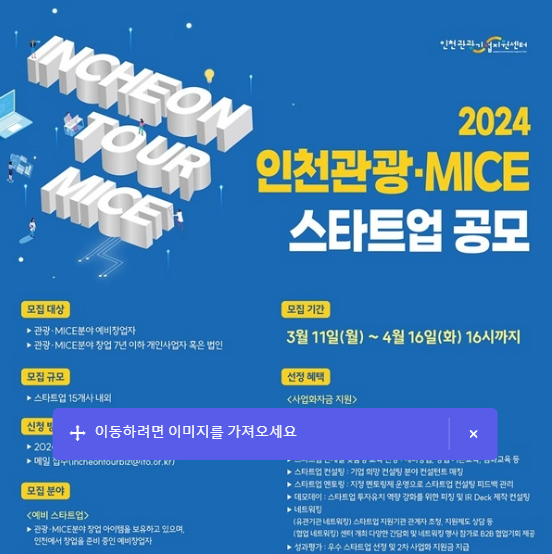 인천관광기업지원센터
INCHEON
TOUR
MICE
2024
인천관광·MICE
스타트업 공모
모집 대상
▶ 관광·MICE분야 예비창업자
▶ 관광·MICE분야 창업 7년 이하 개인사업자 혹은 법인
모집 규모
▶ 스타트업 15개사 내외
신청 방
▶ 202
▶ 메일 접수(incheontourbiz@ito.or.kr)
모집 분야
<예비 스타트업>
▶ 관광·MICE분야 창업 아이템을 보유하고 있으며,
인천에서 창업을 준비 중인 예비창업자
모집 기간
3월 11일(월) ~ 4월 16일(화) 16시까지
선정 혜택
<사업화자금 지원>
이동하려면 이미지를 가져오세요
×
▶ 스타트업 컨설팅 : 기업 희망 컨설팅 분야 컨설턴트 매칭
▶ 스타트업 멘토링 : 지정 멘토링제 운영으로 스타트업 컨설팅 피드백 관리
▶ 데모데이 : 스타트업 투자유치 역량 강화를 위한 피칭 및 IR Deck 제작 컨설팅
▶ 네트워킹
(유관기관 네트워킹) 스타트업 지원기관 관계자 초청, 지원제도 상담 등
(협업 네트워킹) 센터 개최 다양한 간담회 및 네트워킹 행사 참가로 B2B 협업기회 제공
▶ 성과평가 : 우수 스타트업 선정 및 2차 사업화 지원금 지급